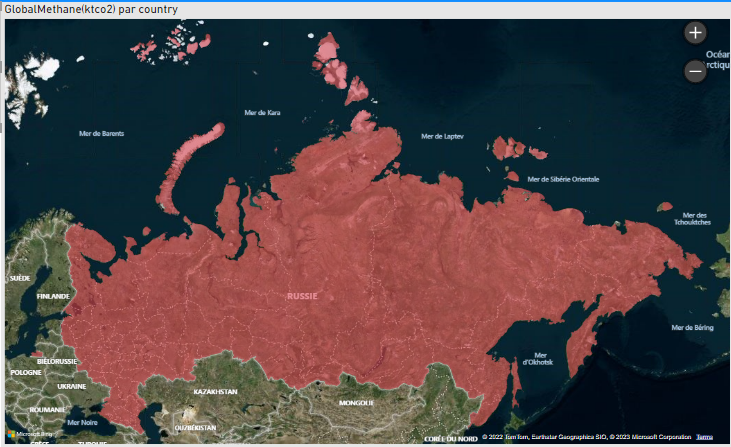 GlobalMethane(ktco2) par country
Océan
Arctique
Mer de Kara
Mer de Barents
Mer de Laptev
Mer de Sibérie Orientale
Mer des
Tchouktches
SUÈDE
FINLANDE
RUSSIE
Mer de Béring
BIÉLORUSSIE
Mer
d'Okhotsk
POLOGNE
UKRAINE
KAZAKHSTAN
MONGOLIE
ROUMANIE
Mer Noire
OUZBÉKISTAN
Microsoft Bing
CORÉE DU NORD
© 2022 TomTom, Earthstar Geographics SIO, © 2023 Microsoft Corporation Terms
GRÈCE
TURQUIE